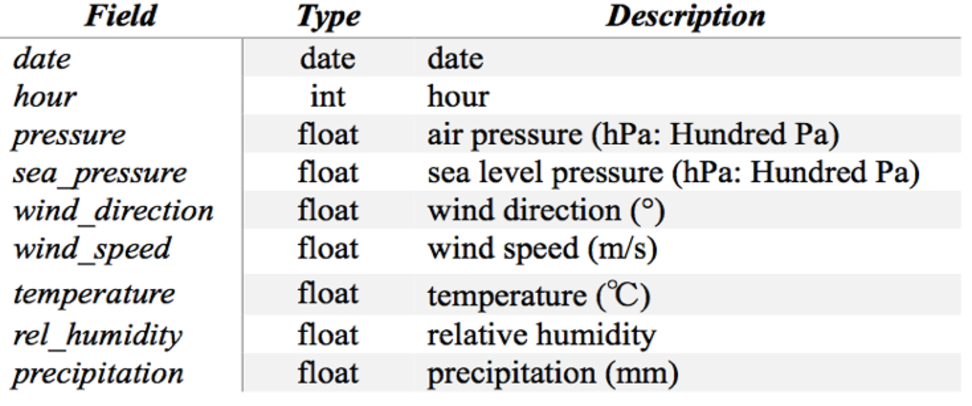 Field Type Description
date date date
hour int hour
pressure float air pressure (hPa: Hundred Pa)
sea_pressure float sea level pressure (hPa: Hundred Pa)
wind_direction float wind direction (°)
wind_speed float wind speed (m/s)
temperature float temperature (℃)
rel_humidity float relative humidity
precipitation float precipitation (mm)